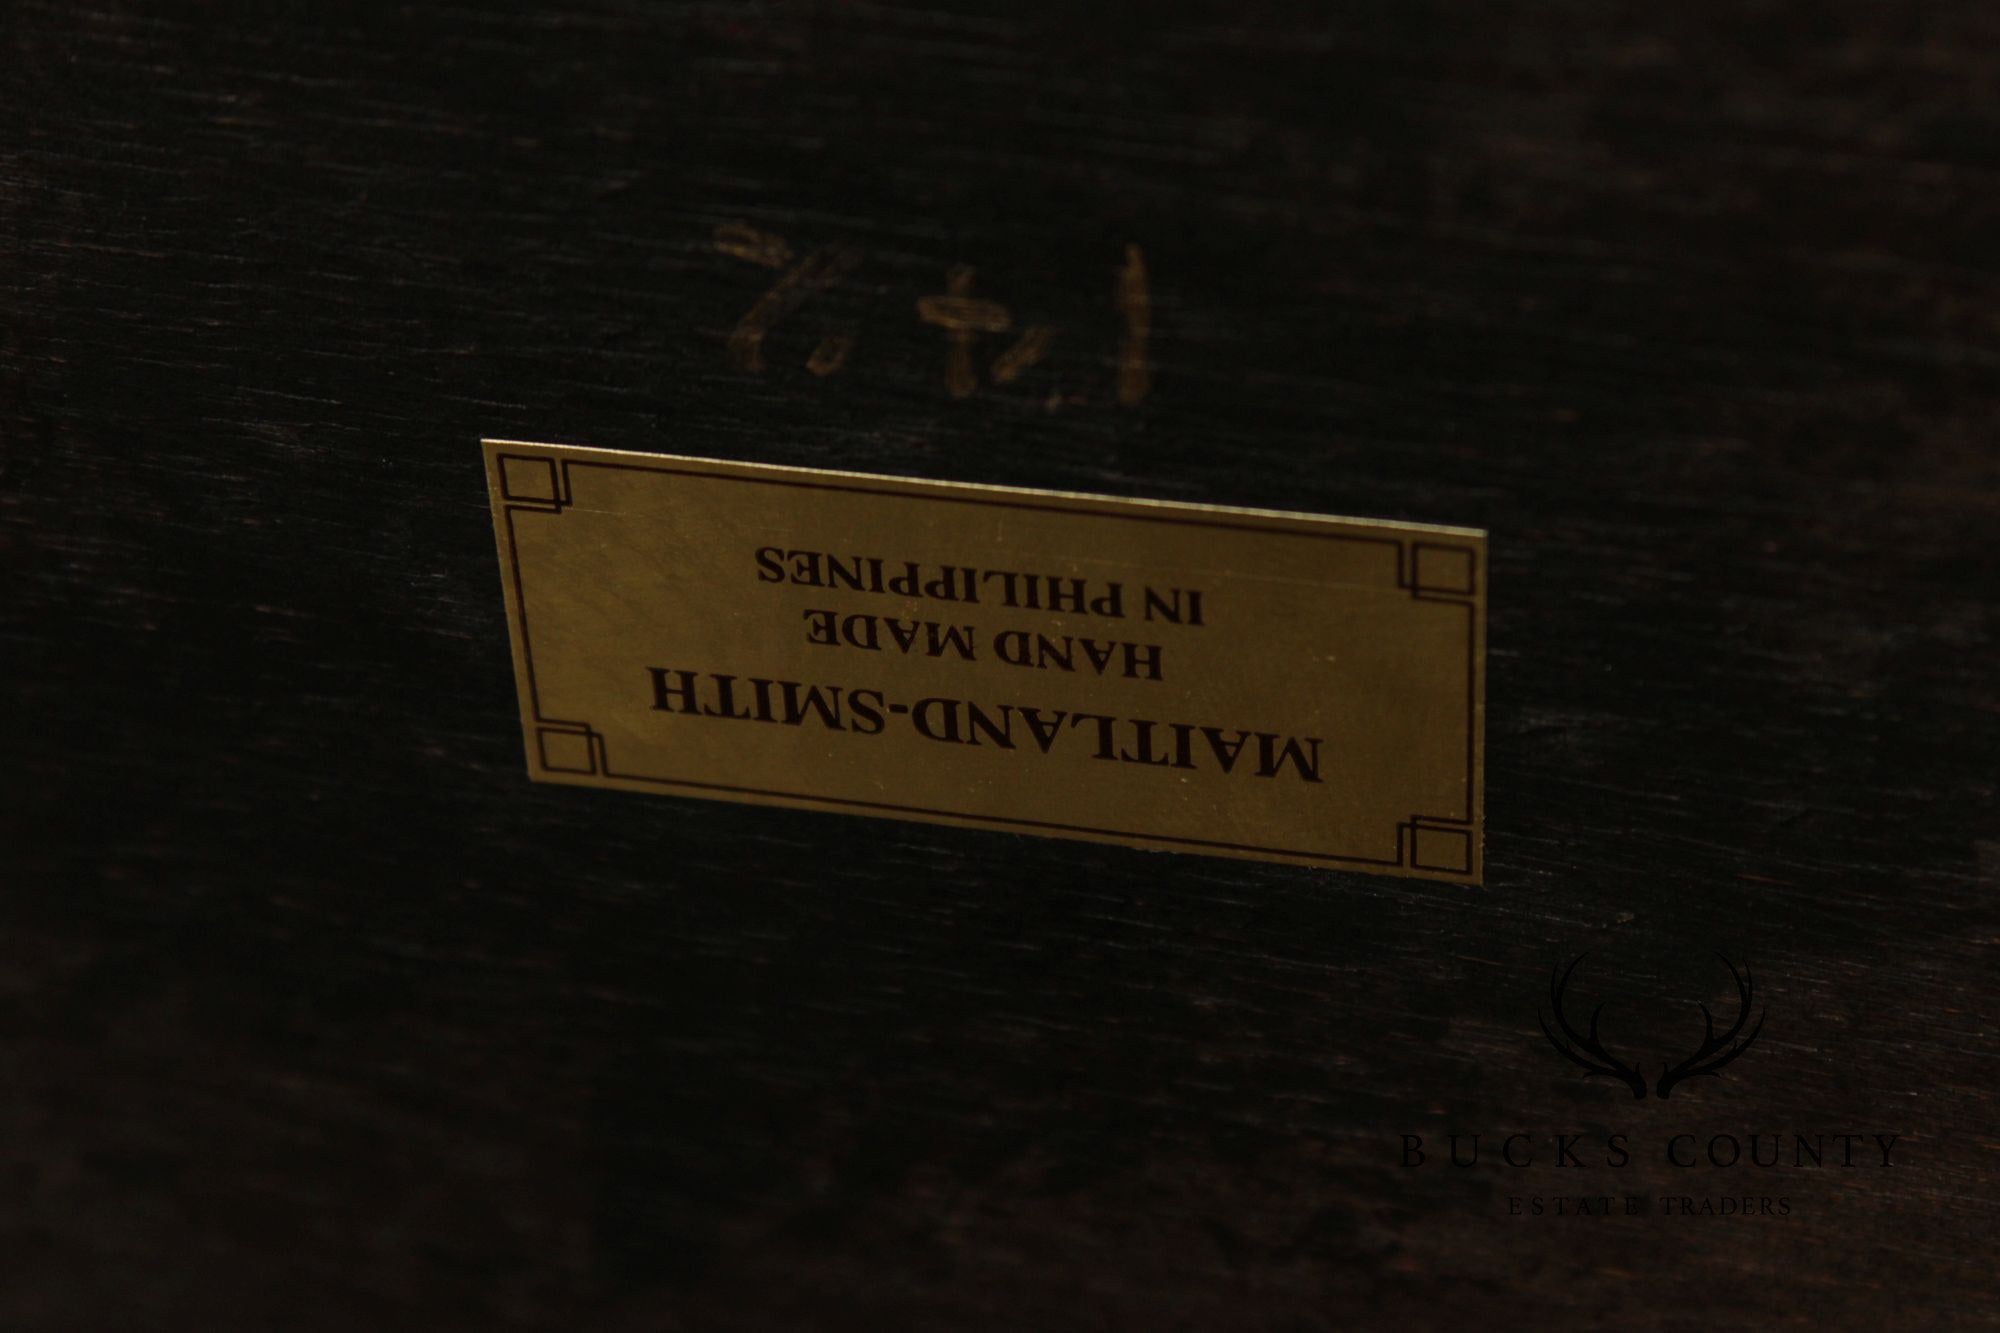 MAITLAND-SMITH
HAND MADE
IN PHILIPPINES
BUCKS COUNTY
ESTATE TRADERS